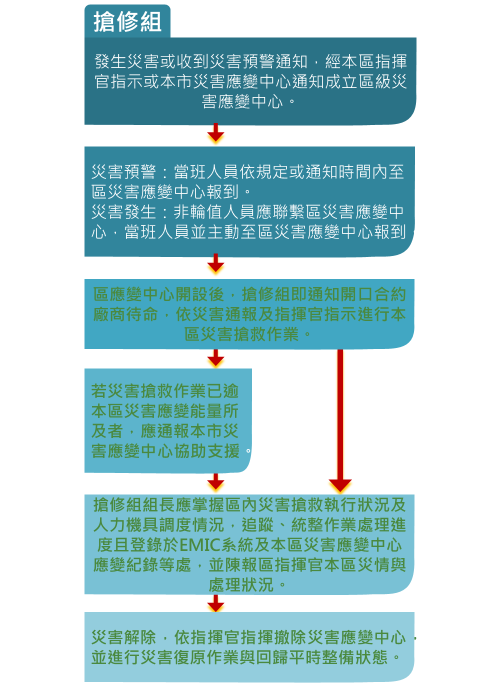 搶修組
發生災害或收到災害預警通知，經本區指揮
官指示或本市災害應變中心通知成立區級災
害應變中心。
災害預警：當班人員依規定或通知時間內至
區災害應變中心報到。
災害發生：非輪值人員應聯繫區災害應變中
心，當班人員並主動至區災害應變中心報到。
區應變中心開設後，搶修組即通知開口合約
廠商待命，依災害通報及指揮官指示進行本
區災害搶救作業。
若災害搶救作業已逾
本區災害應變能量所
及者，應通報本市災
害應變中心協助支援。
搶修組組長應掌握區內災害搶救執行狀況及
人力機具調度情況，追蹤、統整作業處理進
度且登錄於EMIC系統及本區災害應變中心
應變紀錄等處，並陳報區指揮官本區災情與
處理狀況。
災害解除，依指揮官指揮撤除災害應變中心，
並進行災害復原作業與回歸平時整備狀態。